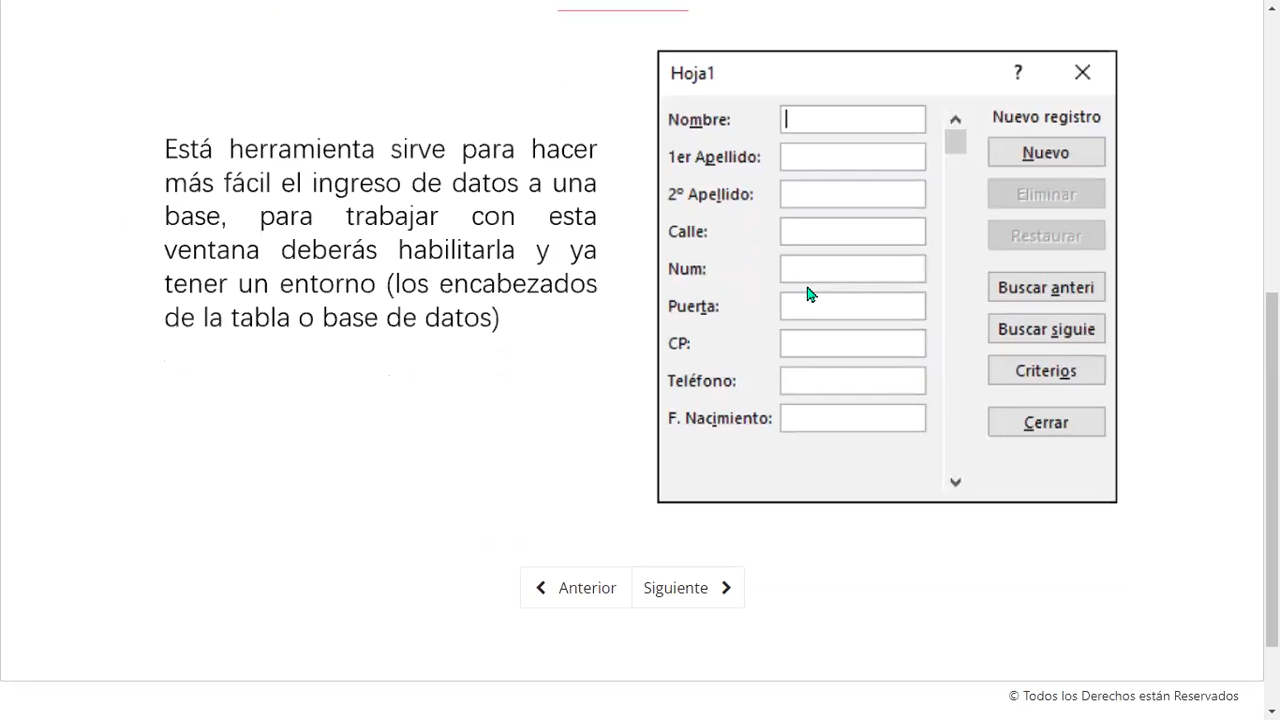 Está herramienta sirve para hacer
más fácil el ingreso de datos a una
base, para trabajar con esta
ventana deberás habilitarla y ya
tener un entorno (los encabezados
de la tabla o base de datos)
Hoja1
?
Nombre:
1er Apellido:
2º Apellido:
Calle:
Num:
Puerta:
CP:
Teléfono:
F. Nacimiento:
Nuevo registro
Nuevo
Eliminar
Restaurar
Buscar anteri
Buscar siguie
Criterios
Cerrar
Anterior
Siguiente
© Todos los Derechos están Reservados